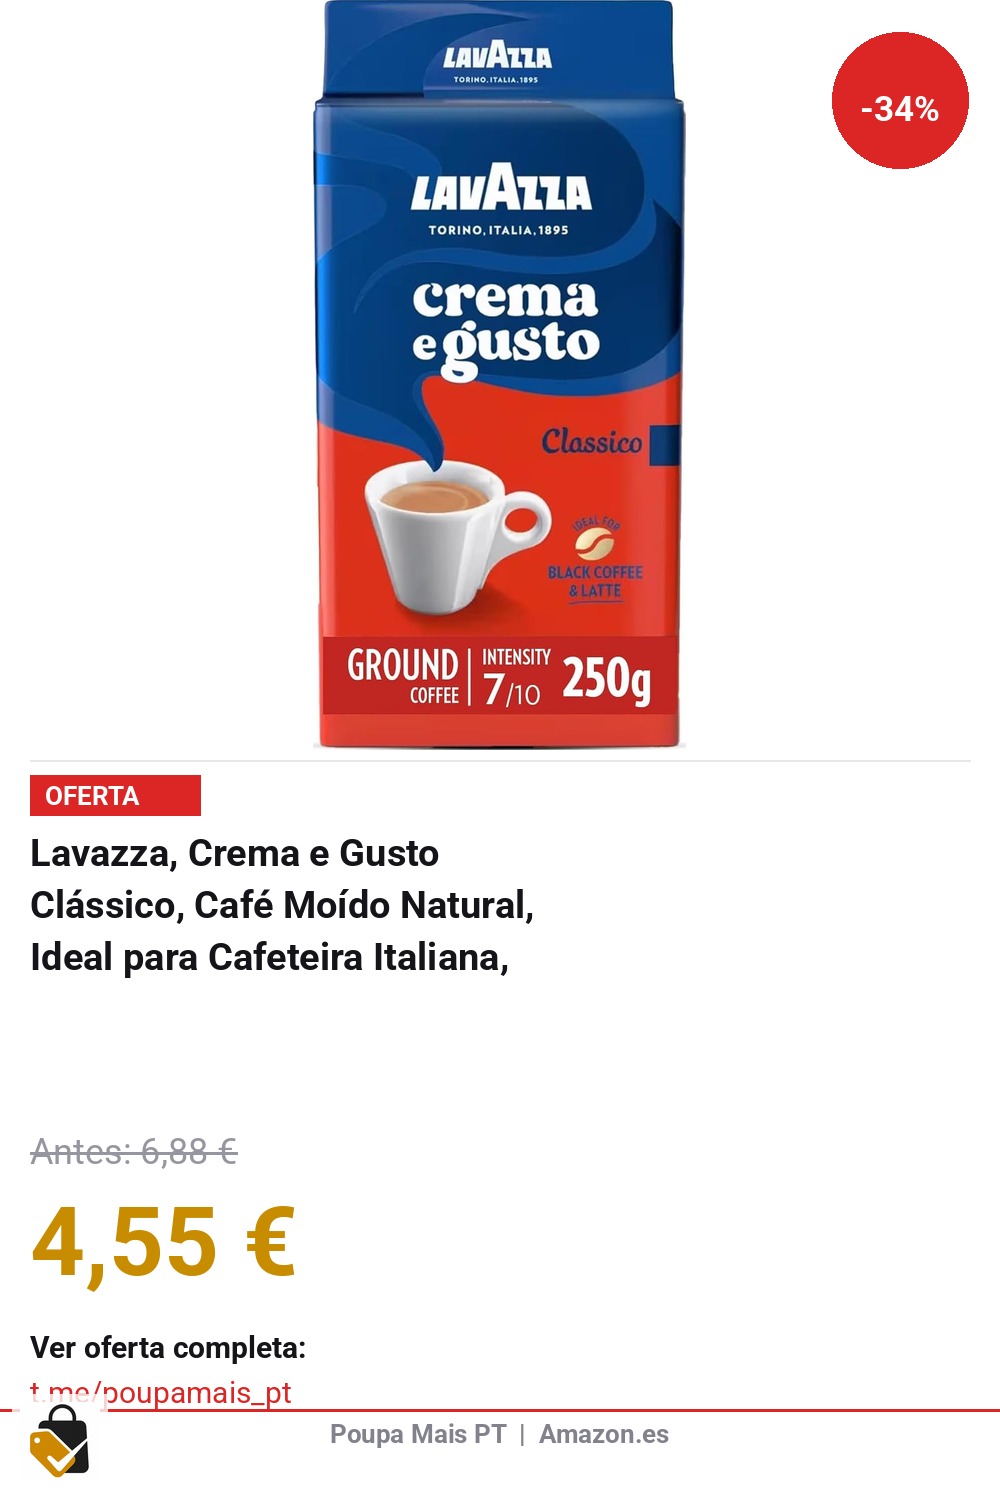 LAVAZZA
TORINO, ITALIA, 1895
-34%
LAVAZZA
TORINO, ITALIA, 1895
crema
e gusto
Classico
IDEAL FOR
BLACK COFFEE
& LATTE
GROUND
COFFEE
INTENSITY
7/10
250g
OFERTA
Lavazza, Crema e Gusto
Clássico, Café Moído Natural,
Ideal para Cafeteira Italiana,
Antes: 6,88 €
4,55 €
Ver oferta completa:
t.me/poupamais_pt
Poupa Mais PT | Amazon.es